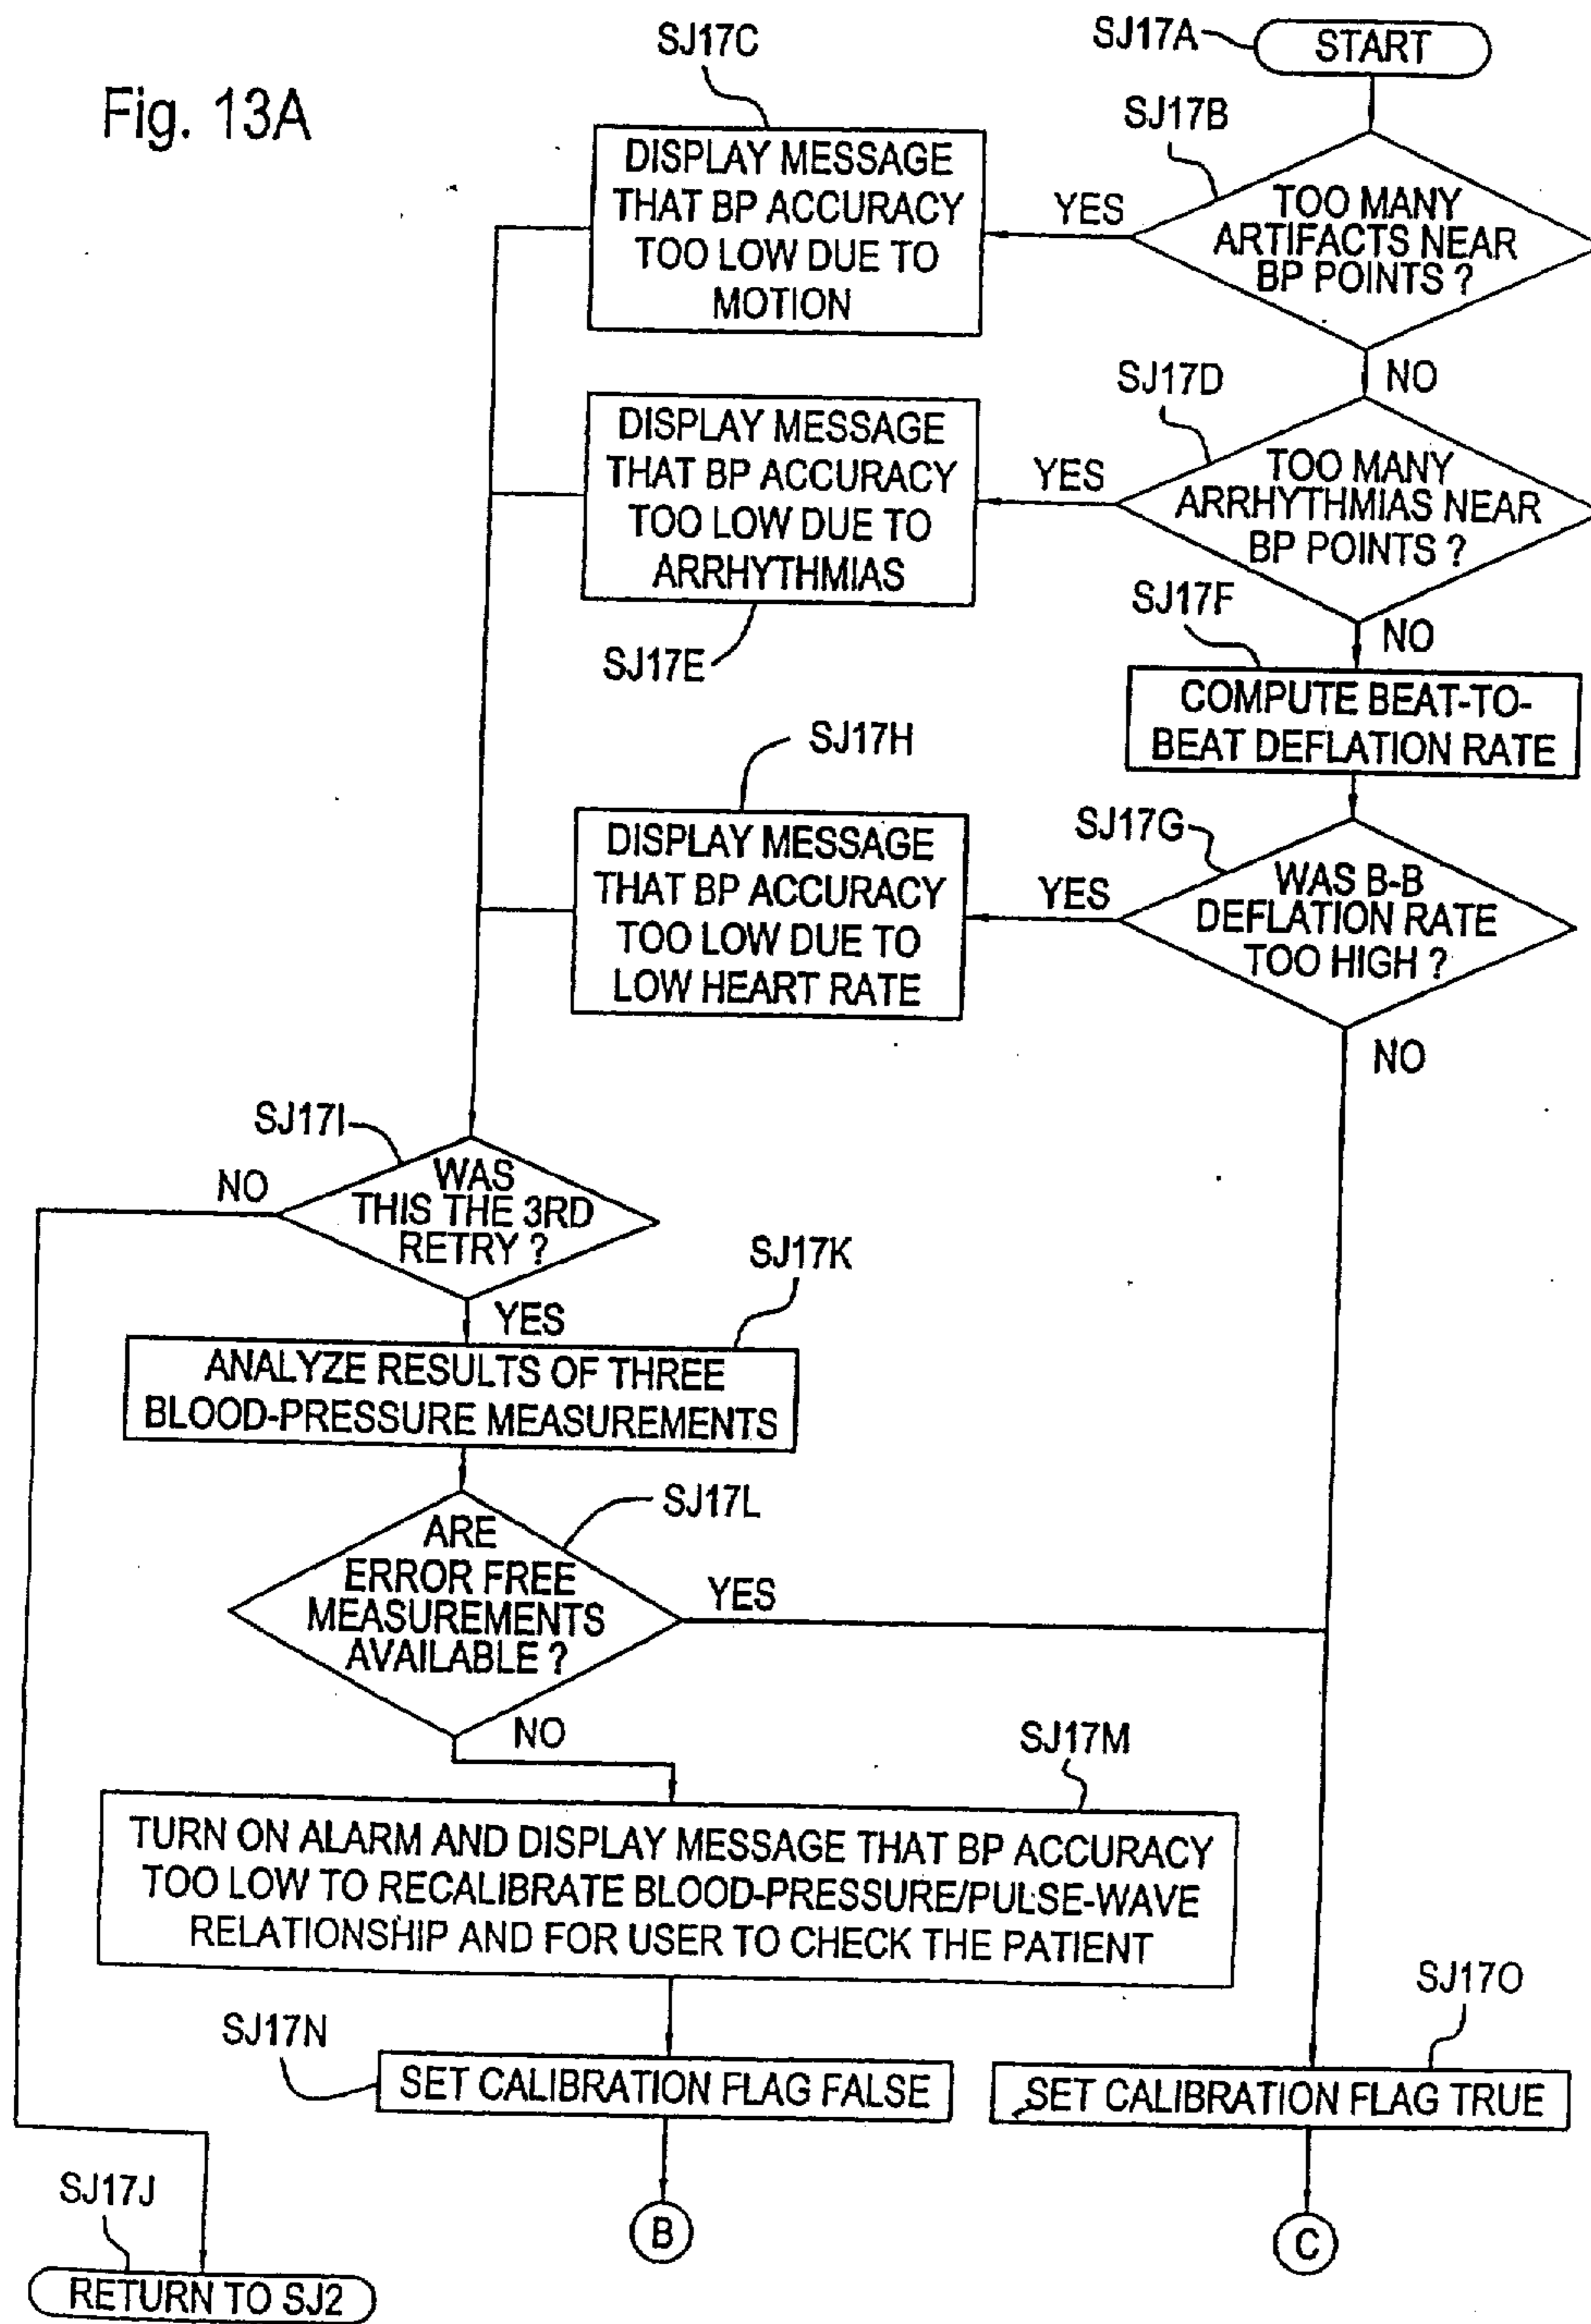 Fig. 13A
SJ17A
START
SJ17B
TOO MANY
ARTIFACTS NEAR
BP POINTS ?
YES
NO
SJ17C
DISPLAY MESSAGE
THAT BP ACCURACY
TOO LOW DUE TO
MOTION
SJ17D
TOO MANY
ARRHYTHMIAS NEAR
BP POINTS ?
YES
NO
DISPLAY MESSAGE
THAT BP ACCURACY
TOO LOW DUE TO
ARRHYTHMIAS
SJ17E
SJ17F
COMPUTE BEAT-TO-
BEAT DEFLATION RATE
SJ17G
WAS B-B
DEFLATION RATE
TOO HIGH ?
YES
NO
SJ17H
DISPLAY MESSAGE
THAT BP ACCURACY
TOO LOW DUE TO
LOW HEART RATE
SJ17I
WAS
THIS THE 3RD
RETRY ?
NO
YES
SJ17K
ANALYZE RESULTS OF THREE
BLOOD-PRESSURE MEASUREMENTS
SJ17L
ARE
ERROR FREE
MEASUREMENTS
AVAILABLE ?
YES
NO
SJ17M
TURN ON ALARM AND DISPLAY MESSAGE THAT BP ACCURACY
TOO LOW TO RECALIBRATE BLOOD-PRESSURE/PULSE-WAVE
RELATIONSHIP AND FOR USER TO CHECK THE PATIENT
SJ17N
SET CALIBRATION FLAG FALSE
SJ17O
SET CALIBRATION FLAG TRUE
B
C
SJ17J
RETURN TO SJ2